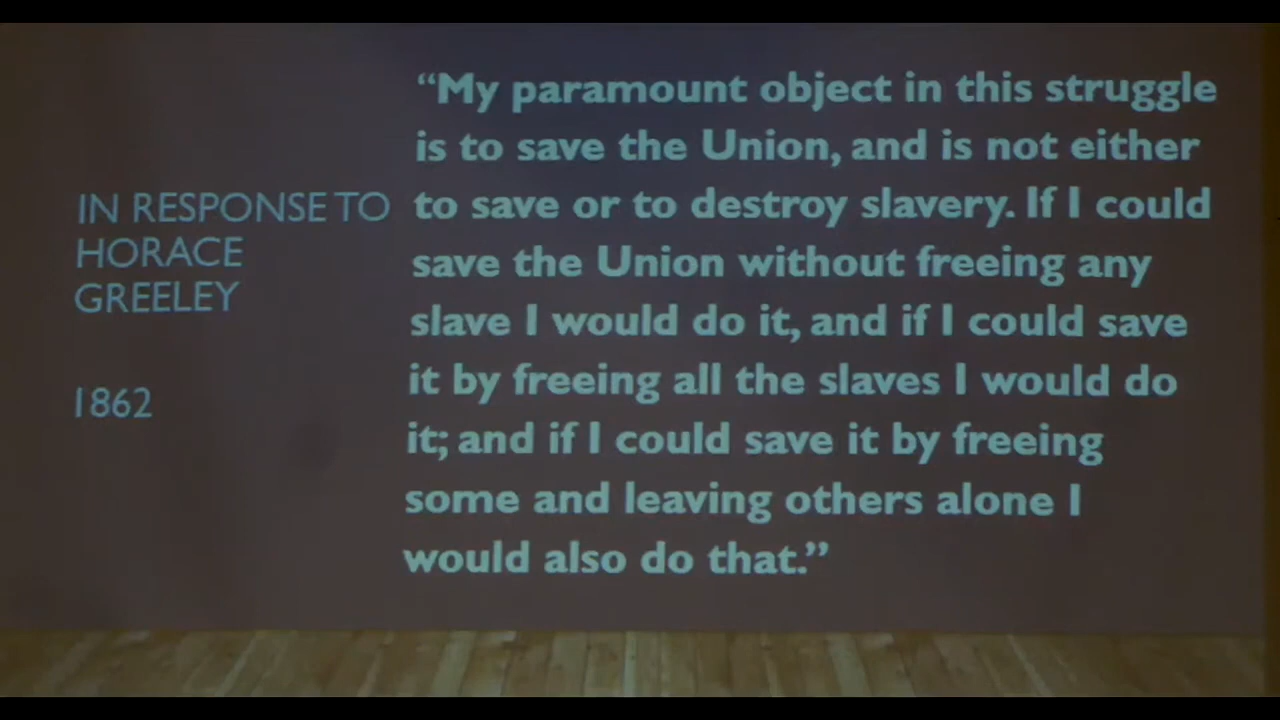 IN RESPONSE TO
HORACE
GREELEY
1862
“My paramount object in this struggle
is to save the Union, and is not either
to save or to destroy slavery. If I could
save the Union without freeing any
slave I would do it, and if I could save
it by freeing all the slaves I would do
it; and if I could save it by freeing
some and leaving others alone I
would also do that.”